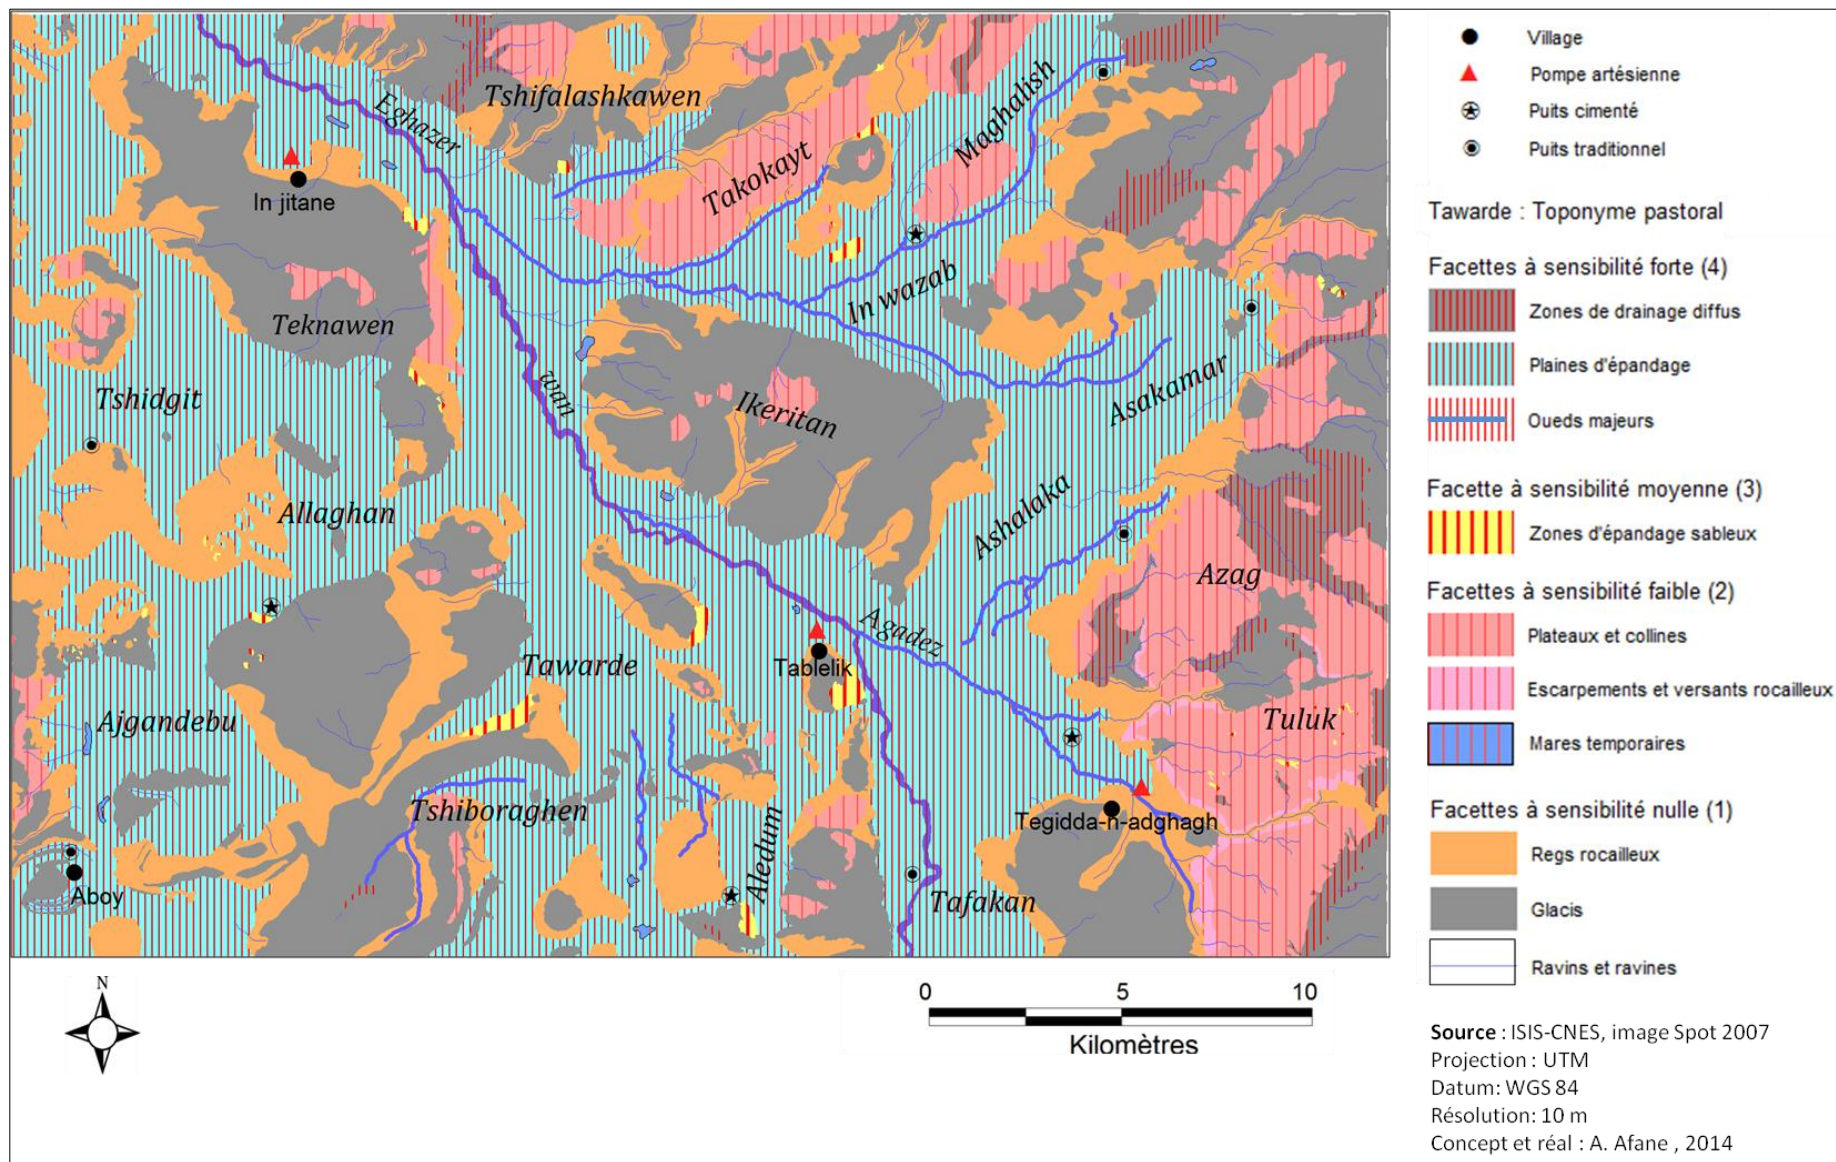 Tshifalashkawen
Eghazer
Maghalish
Takokayt
In jitane
In wazab
Teknawen
wan
Tshidgit
Ikeritan
Asakamar
Allaghan
Ashalaka
Azag
Agadez
Tawarde
Tablelik
Ajgandebu
Tuluk
Tshiboraghen
Tegidda-n-adghagh
Aledum
Aboy
Tafakan
N
0 5 10
Kilomètres
Village
Pompe artésienne
Puits cimenté
Puits traditionnel
Tawarde : Toponyme pastoral
Facettes à sensibilité forte (4)
Zones de drainage diffus
Plaines d'épandage
Oueds majeurs
Facette à sensibilité moyenne (3)
Zones d'épandage sableux
Facettes à sensibilité faible (2)
Plateaux et collines
Escarpements et versants rocailleux
Mares temporaires
Facettes à sensibilité nulle (1)
Regs rocailleux
Glacis
Ravins et ravines
Source : ISIS-CNES, image Spot 2007
Projection : UTM
Datum: WGS 84
Résolution: 10 m
Concept et réal : A. Afane , 2014